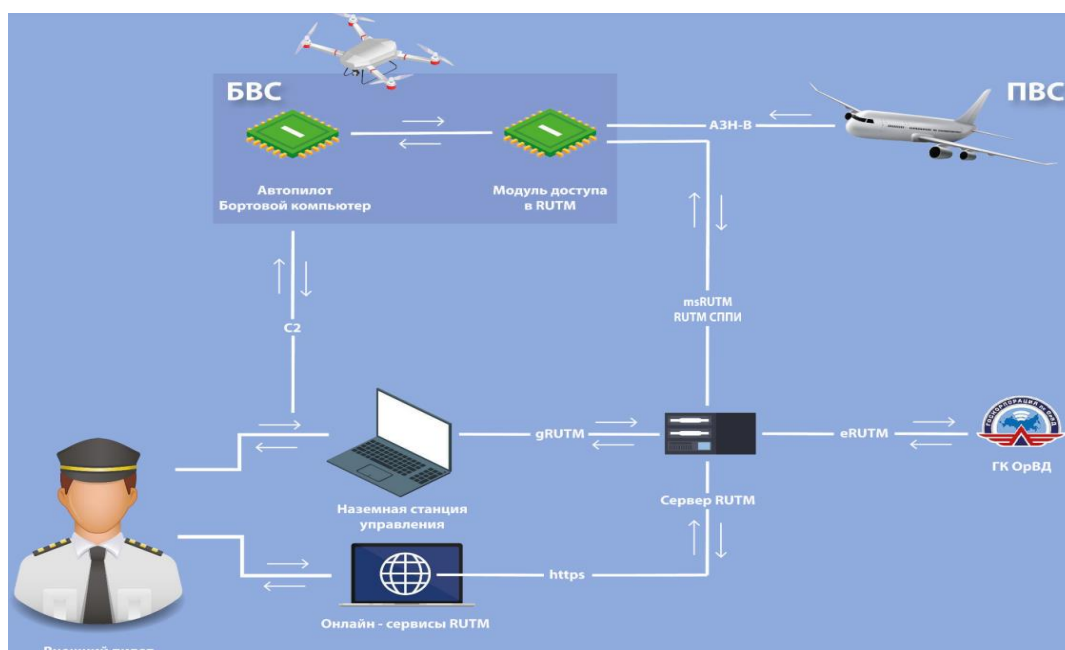 БВС
ПВС
АЗН-В
Автопилот
Бортовой компьютер
Модуль доступа
в RUTM
msRUTM
RUTM СППИ
C2
gRUTM
eRUTM
ГК ОрВД
Наземная станция
управления
Сервер RUTM
https
Онлайн - сервисы RUTM